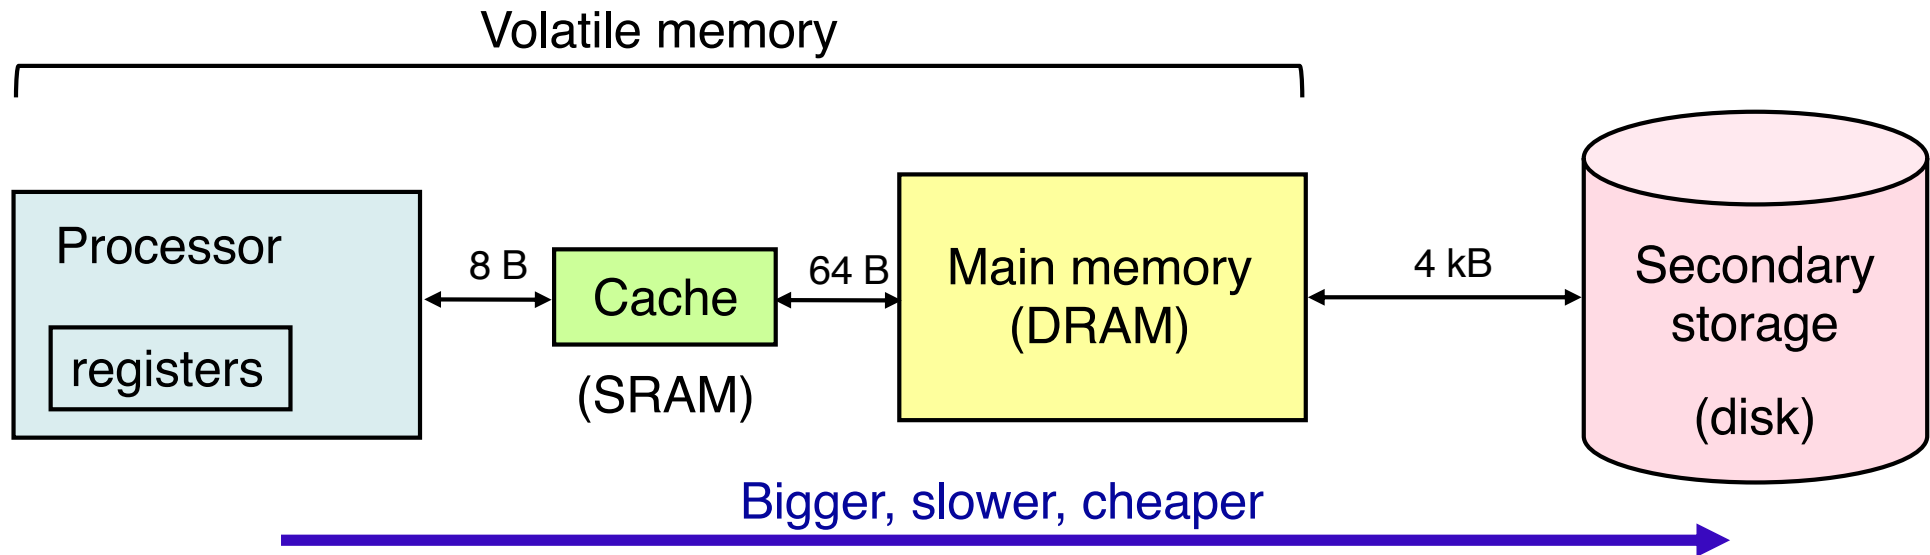 Volatile memory
Processor
registers
8 B
Cache
(SRAM)
64 B
Main memory
(DRAM)
4 kB
Secondary
storage
(disk)
Bigger, slower, cheaper